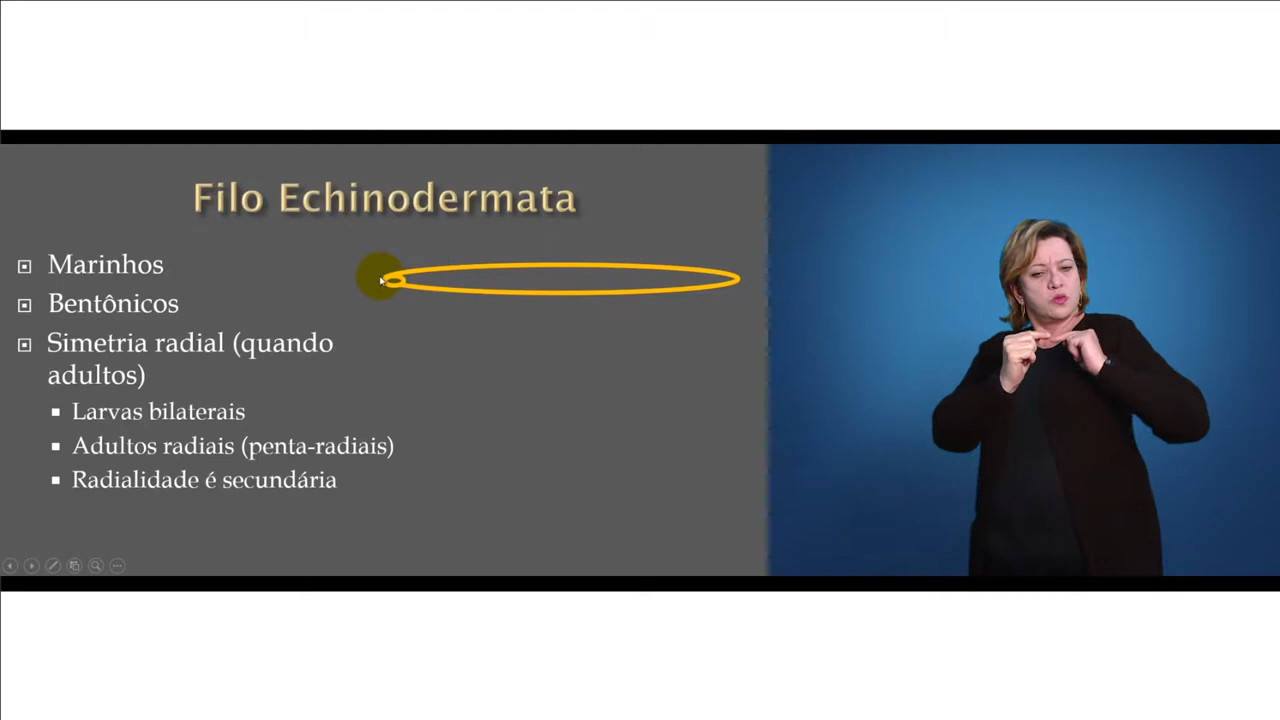 Filo Echinodermata
Marinhos
Bentônicos
Simetria radial (quando
adultos)
Larvas bilaterais
Adultos radiais (penta-radiais)
Radialidade é secundária